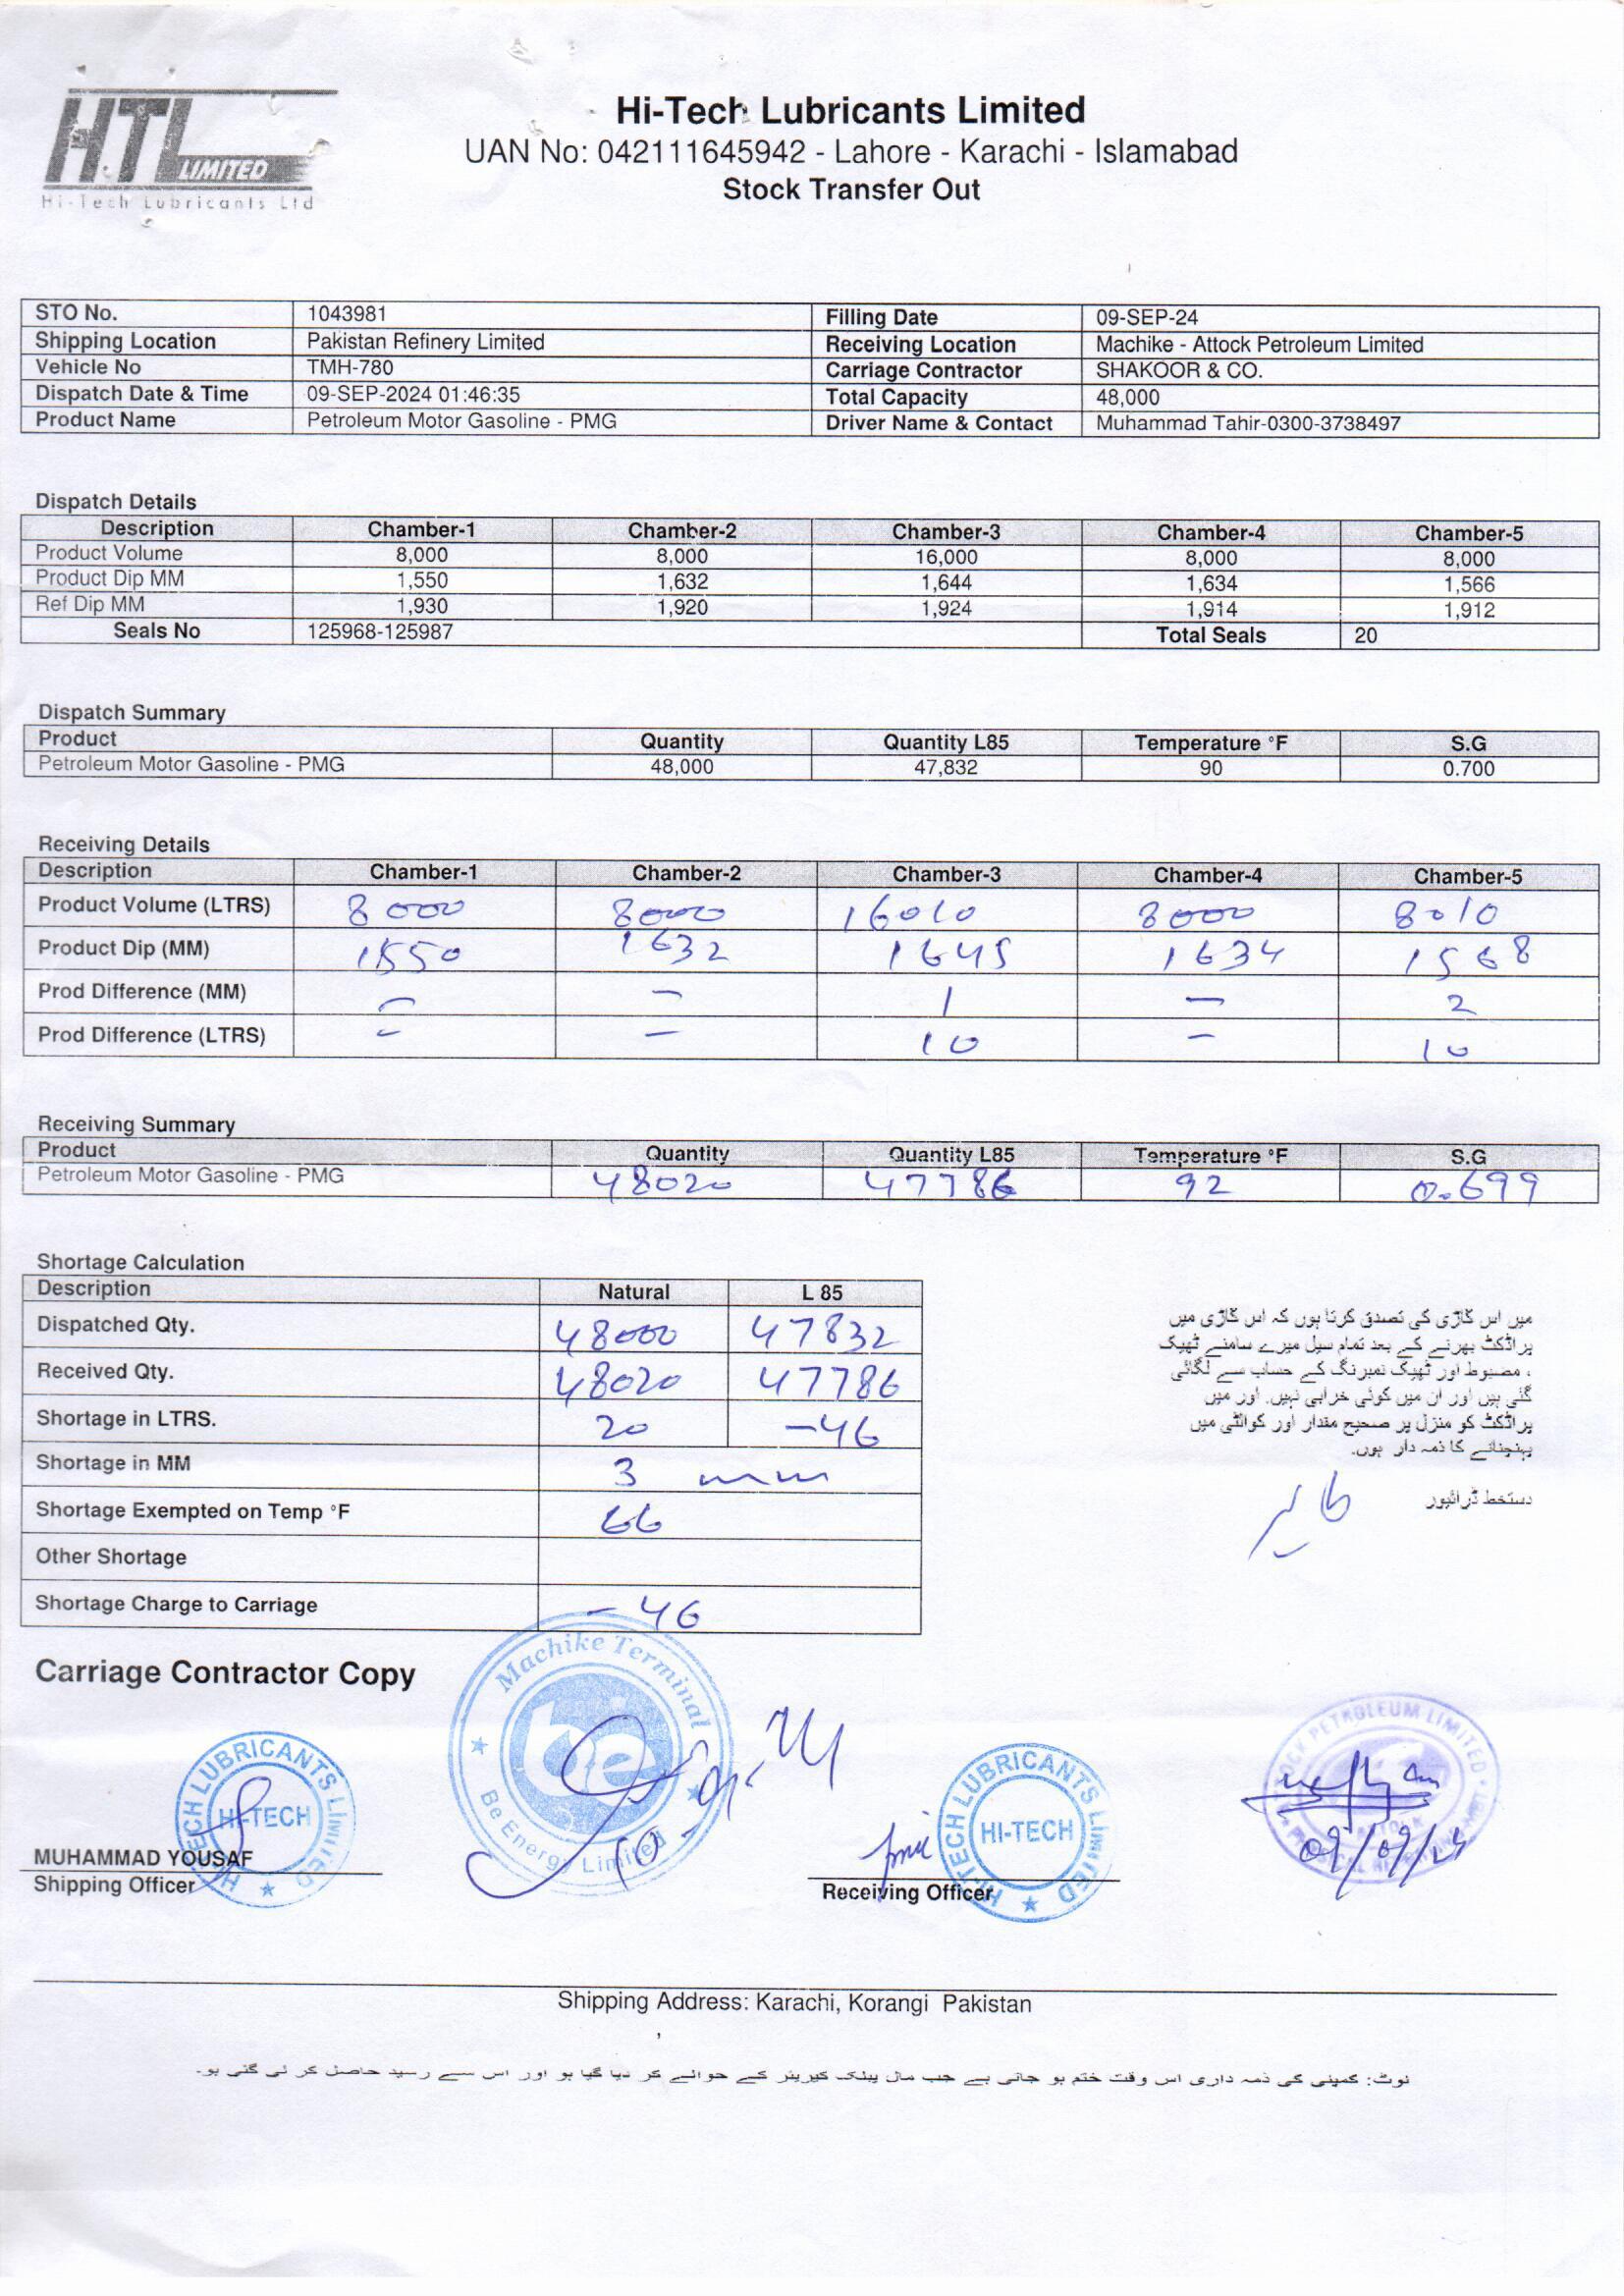 HTL LIMITED
Hi-Tech Lubricants Ltd
Hi-Tech Lubricants Limited
UAN No: 042111645942 - Lahore - Karachi - Islamabad
Stock Transfer Out
STO No. 1043981 Filling Date 09-SEP-24
Shipping Location Pakistan Refinery Limited Receiving Location Machike - Attock Petroleum Limited
Vehicle No TMH-780 Carriage Contractor SHAKOOR & CO.
Dispatch Date & Time 09-SEP-2024 01:46:35 Total Capacity 48,000
Product Name Petroleum Motor Gasoline - PMG Driver Name & Contact Muhammad Tahir-0300-3738497
Dispatch Details
Description Chamber-1 Chamber-2 Chamber-3 Chamber-4 Chamber-5
Product Volume 8,000 8,000 16,000 8,000 8,000
Product Dip MM 1,550 1,632 1,644 1,634 1,566
Ref Dip MM 1,930 1,920 1,924 1,914 1,912
Seals No 125968-125987 Total Seals 20
Dispatch Summary
Product Quantity Quantity L85 Temperature °F S.G
Petroleum Motor Gasoline - PMG 48,000 47,832 90 0.700
Receiving Details
Description Chamber-1 Chamber-2 Chamber-3 Chamber-4 Chamber-5
Product Volume (LTRS) 8000 8000 16010 8000 8010
Product Dip (MM) 1550 1632 1645 1634 1568
Prod Difference (MM) - - 1 - 2
Prod Difference (LTRS) - - 10 - 10
Receiving Summary
Product Quantity Quantity L85 Temperature °F S.G
Petroleum Motor Gasoline - PMG 48020 47786 92 0.699
Shortage Calculation
Description Natural L 85
Dispatched Qty. 48000 47832
Received Qty. 48020 47786
Shortage in LTRS. 20 -46
Shortage in MM 3 mm
Shortage Exempted on Temp °F 66
Other Shortage
Shortage Charge to Carriage -46
میں اس گاڑی کی تصدق کرتا ہوں کہ اس گاڑی میں
پراڈکٹ بھرنے کے بعد تمام سیل میرے سامنے ٹھیک
، مضبوط اور ٹھیک نمبرنگ کے حساب سے لگائی
گئی ہیں اور ان میں کوئی خرابی نہیں. اور میں
پراڈکٹ کو منزل پر صحیح مقدار اور کوالٹی میں
پہنچانے کا ذمہ دار ہوں.
دستخط ڈرائیور
Carriage Contractor Copy
Machike Terminal
be
Be Energy Limited
HI-TECH LUBRICANTS LIMITED
HI-TECH
MUHAMMAD YOUSAF
Shipping Officer
HI-TECH LUBRICANTS LIMITED
HI-TECH
Receiving Officer
PETROLEUM LIMITED
09/09/24
Shipping Address: Karachi, Korangi Pakistan
نوٹ: کمپنی کی ذمہ داری اس وقت ختم ہو جاتی ہے جب مال پبلک کیریئر کے حوالے کر دیا گیا ہو اور اس سے رسید حاصل کر لی گئی ہو۔